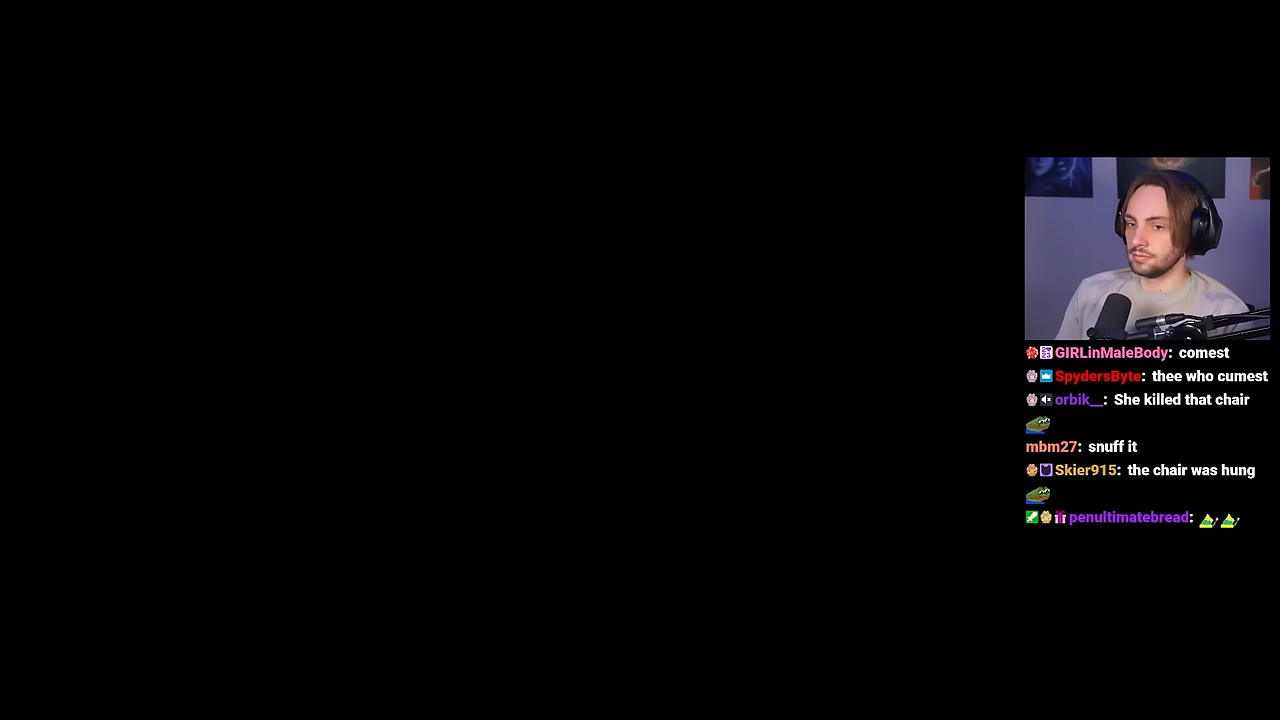 GIRLinMaleBody: comest
SpydersByte: thee who cumest
orbik__: She killed that chair
mbm27: snuff it
Skier915: the chair was hung
penultimatebread: